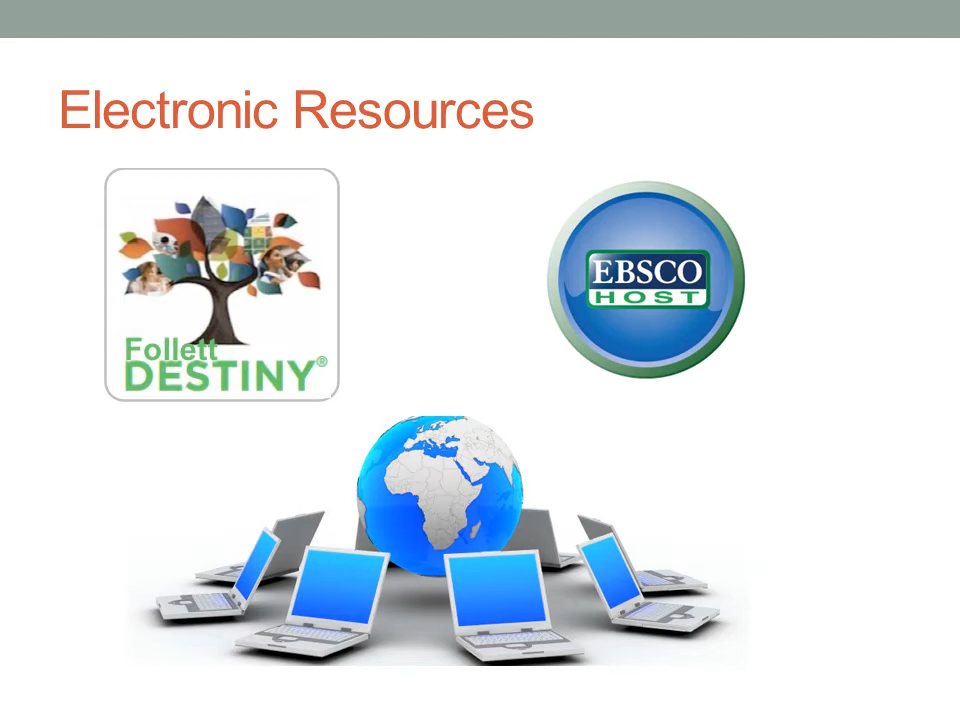 Electronic Resources
Follett
DESTINY®
EBSCO
HOST